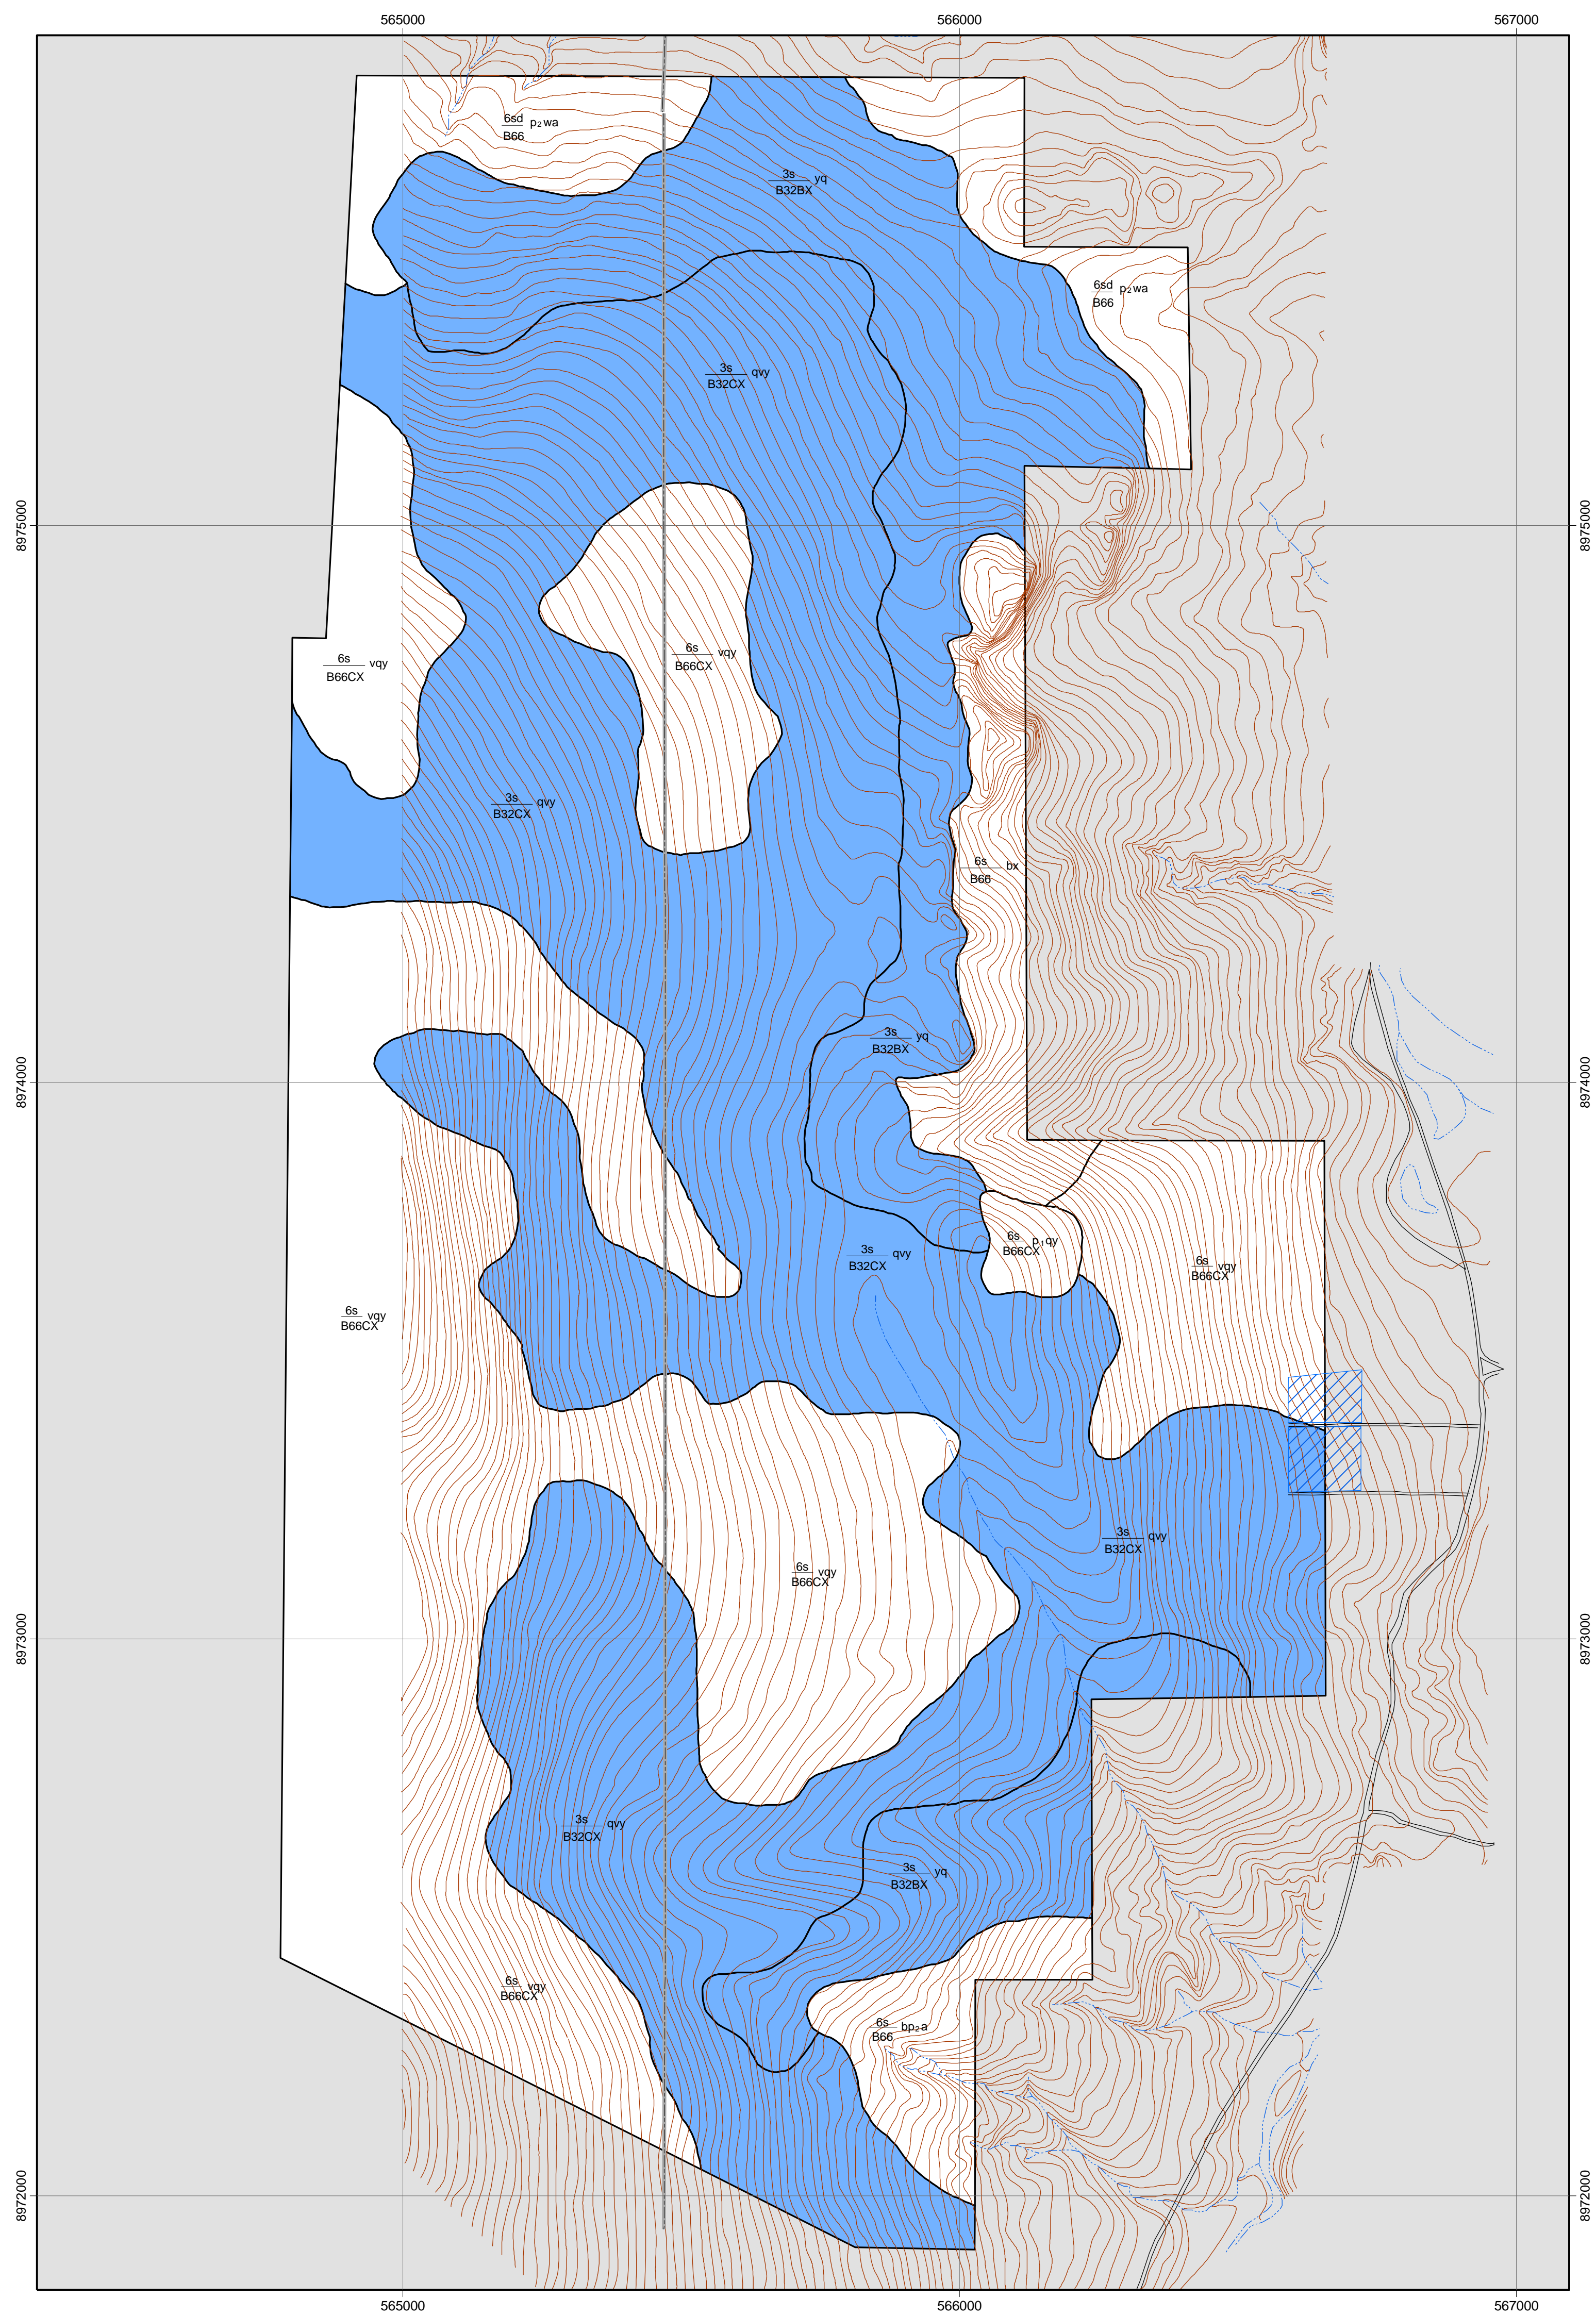 565000 566000 567000
6sd p₂wa
B66
3s yq
B32BX
6sd p₂wa
B66
3s qvy
B32CX
8975000 8975000
6s vqy
B66CX
6s vqy
B66CX
3s qvy
B32CX
6s bx
B66
3s yq
B32BX
8974000 8974000
6s p₁qy
B66CX
3s qvy
B32CX
6s vqy
B66CX
6s vqy
B66CX
3s qvy
B32CX
6s vqy
B66CX
8973000 8973000
3s qvy
B32CX
3s yq
B32BX
6s vqy
B66CX
6s bp₂a
B66
8972000 8972000
565000 566000 567000